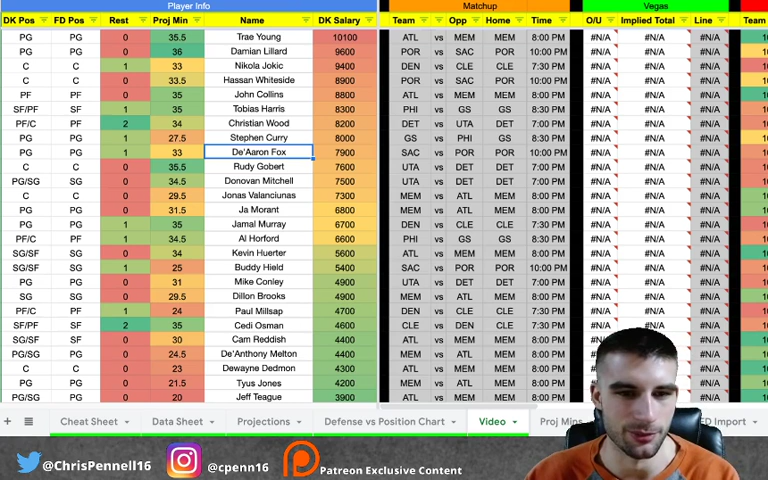 Player Info Matchup Vegas
DK Pos FD Pos Rest Proj Min Name DK Salary Team Opp Home Time O/U Implied Total Line
PG PG 0 35.5 Trae Young 10100 ATL vs MEM MEM 8:00 PM #N/A #N/A #N/A
PG PG 0 36 Damian Lillard 9600 POR vs SAC POR 10:00 PM #N/A #N/A #N/A
C C 1 33 Nikola Jokic 9400 DEN vs CLE CLE 7:30 PM #N/A #N/A #N/A
C C 0 33.5 Hassan Whiteside 8900 POR vs SAC POR 10:00 PM #N/A #N/A #N/A
PF PF 0 35 John Collins 8800 ATL vs MEM MEM 8:00 PM #N/A #N/A #N/A
SF/PF SF 1 35 Tobias Harris 8300 PHI vs GS GS 8:30 PM #N/A #N/A #N/A
PF/C PF 2 34 Christian Wood 8200 DET vs UTA DET 7:00 PM #N/A #N/A #N/A
PG PG 1 27.5 Stephen Curry 8000 GS vs PHI GS 8:30 PM #N/A #N/A #N/A
PG PG 1 33 De'Aaron Fox 7900 SAC vs POR POR 10:00 PM #N/A #N/A #N/A
C C 0 35.5 Rudy Gobert 7600 UTA vs DET DET 7:00 PM #N/A #N/A #N/A
PG/SG SG 0 34.5 Donovan Mitchell 7500 UTA vs DET DET 7:00 PM #N/A #N/A #N/A
C C 0 29.5 Jonas Valanciunas 7300 MEM vs ATL MEM 8:00 PM #N/A #N/A #N/A
PG PG 0 31.5 Ja Morant 6800 MEM vs ATL MEM 8:00 PM #N/A #N/A #N/A
PG PG 1 35 Jamal Murray 6700 DEN vs CLE CLE 7:30 PM #N/A #N/A #N/A
PF/C PF 1 34.5 Al Horford 6600 PHI vs GS GS 8:30 PM #N/A #N/A #N/A
SG/SF SG 0 34 Kevin Huerter 5600 ATL vs MEM MEM 8:00 PM #N/A #N/A #N/A
SG/SF SG 1 25 Buddy Hield 5400 SAC vs POR POR 10:00 PM #N/A #N/A #N/A
PG PG 0 31 Mike Conley 4900 UTA vs DET DET 7:00 PM #N/A #N/A #N/A
SG SG 0 29.5 Dillon Brooks 4900 MEM vs ATL MEM 8:00 PM #N/A #N/A #N/A
PF/C PF 1 24 Paul Millsap 4700 DEN vs CLE CLE 7:30 PM #N/A #N/A #N/A
SF/PF SF 2 35 Cedi Osman 4600 CLE vs DEN CLE 7:30 PM #N/A #N/A #N/A
SG/SF SF 0 30 Cam Reddish 4400 ATL vs MEM MEM 8:00 PM #N/A #N/A
PG/SG SG 0 24.5 De'Anthony Melton 4400 MEM vs ATL MEM 8:00 PM #N/A #N/A
C C 0 23 Dewayne Dedmon 4300 ATL vs MEM MEM 8:00 PM #N/A #N/A
PG PG 0 21.5 Tyus Jones 4200 MEM vs ATL MEM 8:00 PM #N/A #N/A
PG PG 0 20 Jeff Teague 3900 ATL vs MEM MEM 8:00 PM #N/A #N/A
+ Cheat Sheet Data Sheet Projections Defense vs Position Chart Video Proj Mins FD Import
@ChrisPennell16 @cpenn16 Patreon Exclusive Content